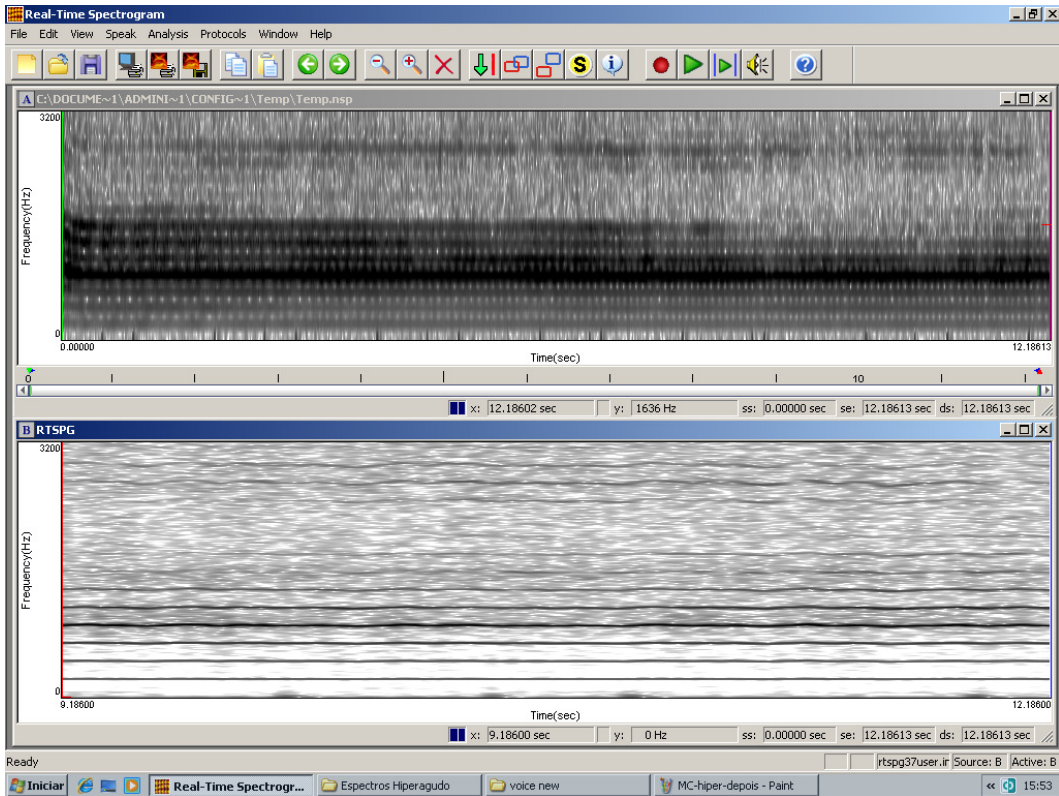 Real-Time Spectrogram
File Edit View Speak Analysis Protocols Window Help
S
A C:\DOCUME~1\ADMINI~1\CONFIG~1\Temp\Temp.nsp
3200
Frequency(Hz)
0
0.00000 12.18613
Time(sec)
0 10
x: 12.18602 sec y: 1636 Hz ss: 0.00000 sec se: 12.18613 sec ds: 12.18613 sec
B RTSPG
3200
Frequency(Hz)
0
9.18600 12.18600
Time(sec)
x: 9.18600 sec y: 0 Hz ss: 0.00000 sec se: 12.18613 sec ds: 12.18613 sec
Ready rtspg37user.ir Source: B Active: B
Iniciar Real-Time Spectrogr... Espectros Hiperagudo voice new MC-hiper-depois - Paint « 15:53